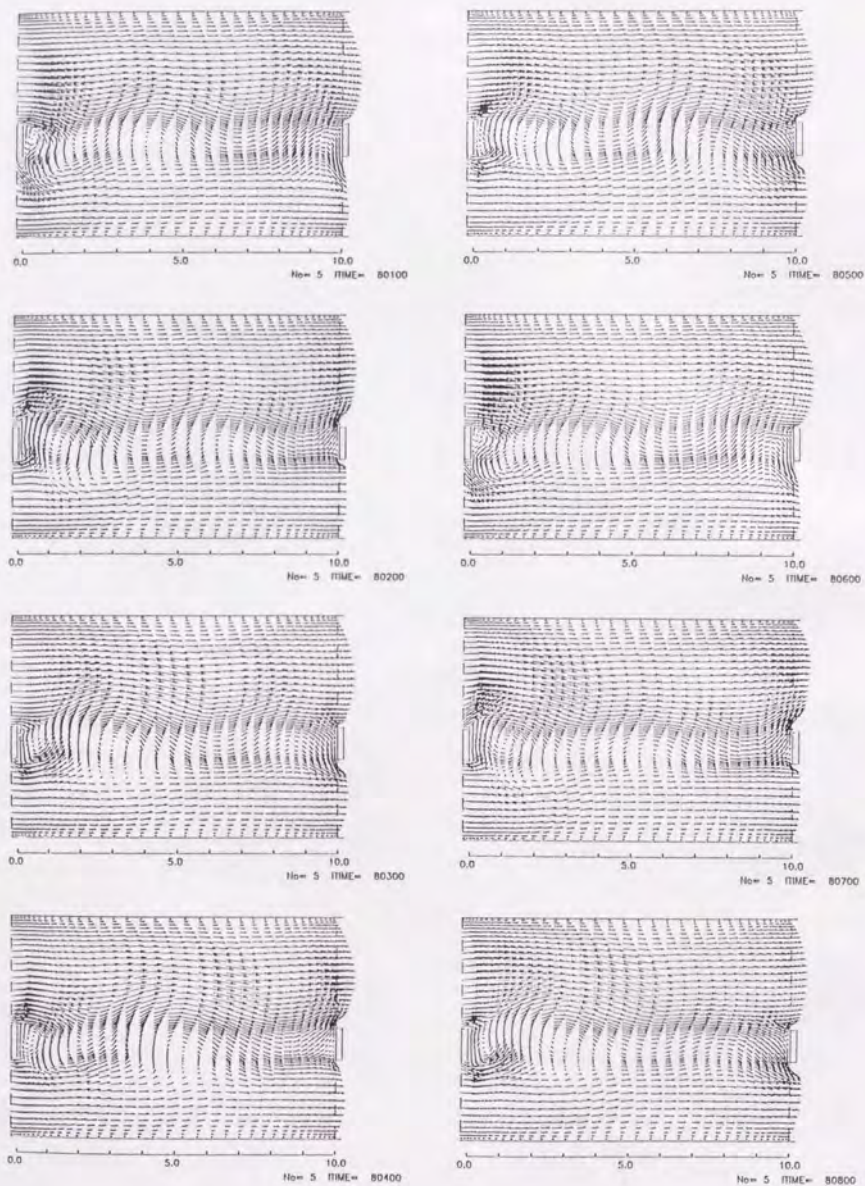 0.0 5.0 10.0
No= 5 ITIME= 80100
0.0 5.0 10.0
No= 5 ITIME= 80200
0.0 5.0 10.0
No= 5 ITIME= 80300
0.0 5.0 10.0
No= 5 ITIME= 80400
0.0 5.0 10.0
No= 5 ITIME= 80500
0.0 5.0 10.0
No= 5 ITIME= 80600
0.0 5.0 10.0
No= 5 ITIME= 80700
0.0 5.0 10.0
No= 5 ITIME= 80800